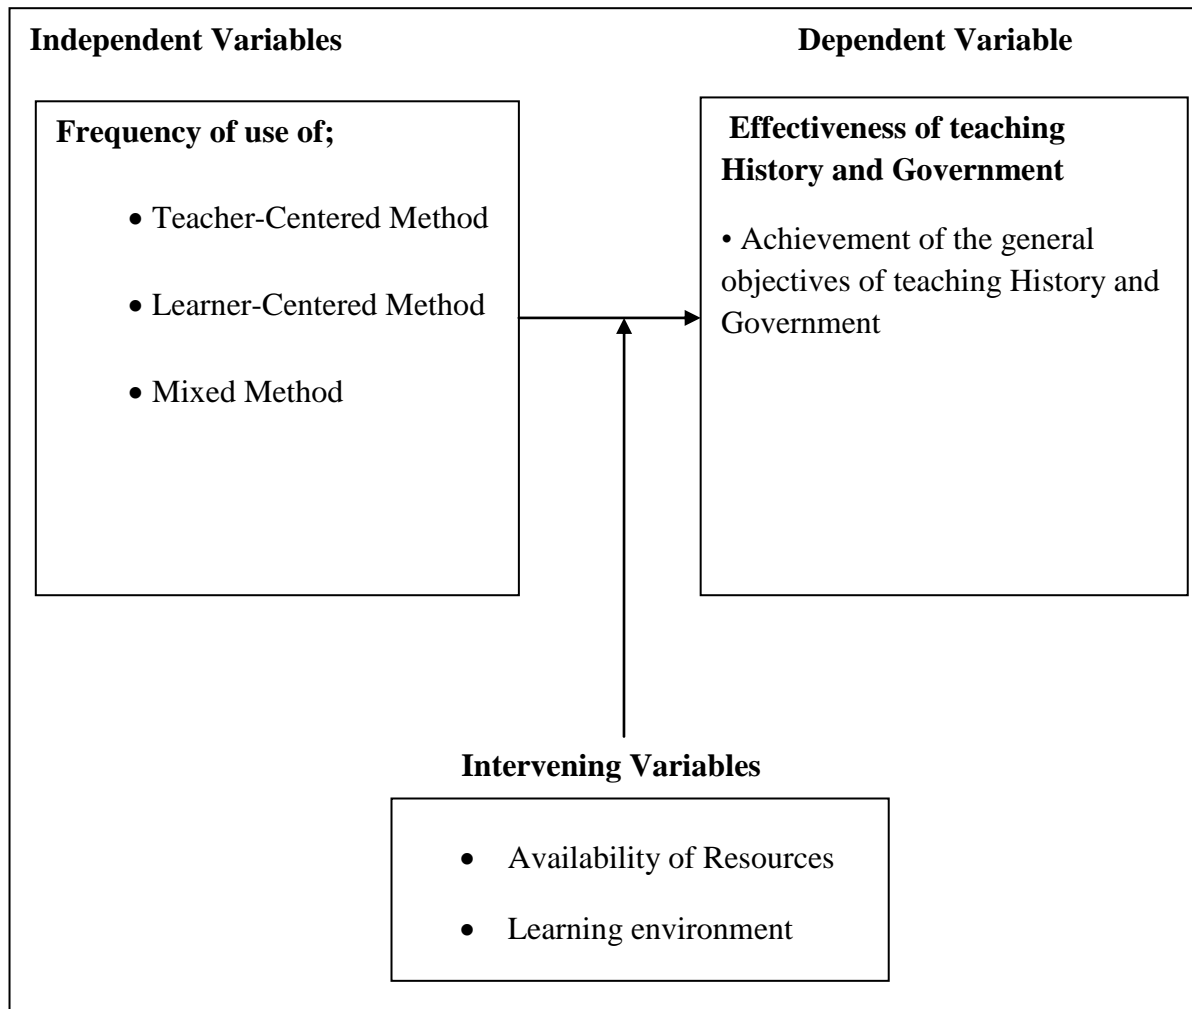 Independent Variables
Dependent Variable
Frequency of use of;
• Teacher-Centered Method
• Learner-Centered Method
• Mixed Method
Effectiveness of teaching
History and Government
• Achievement of the general
objectives of teaching History and
Government
Intervening Variables
• Availability of Resources
• Learning environment